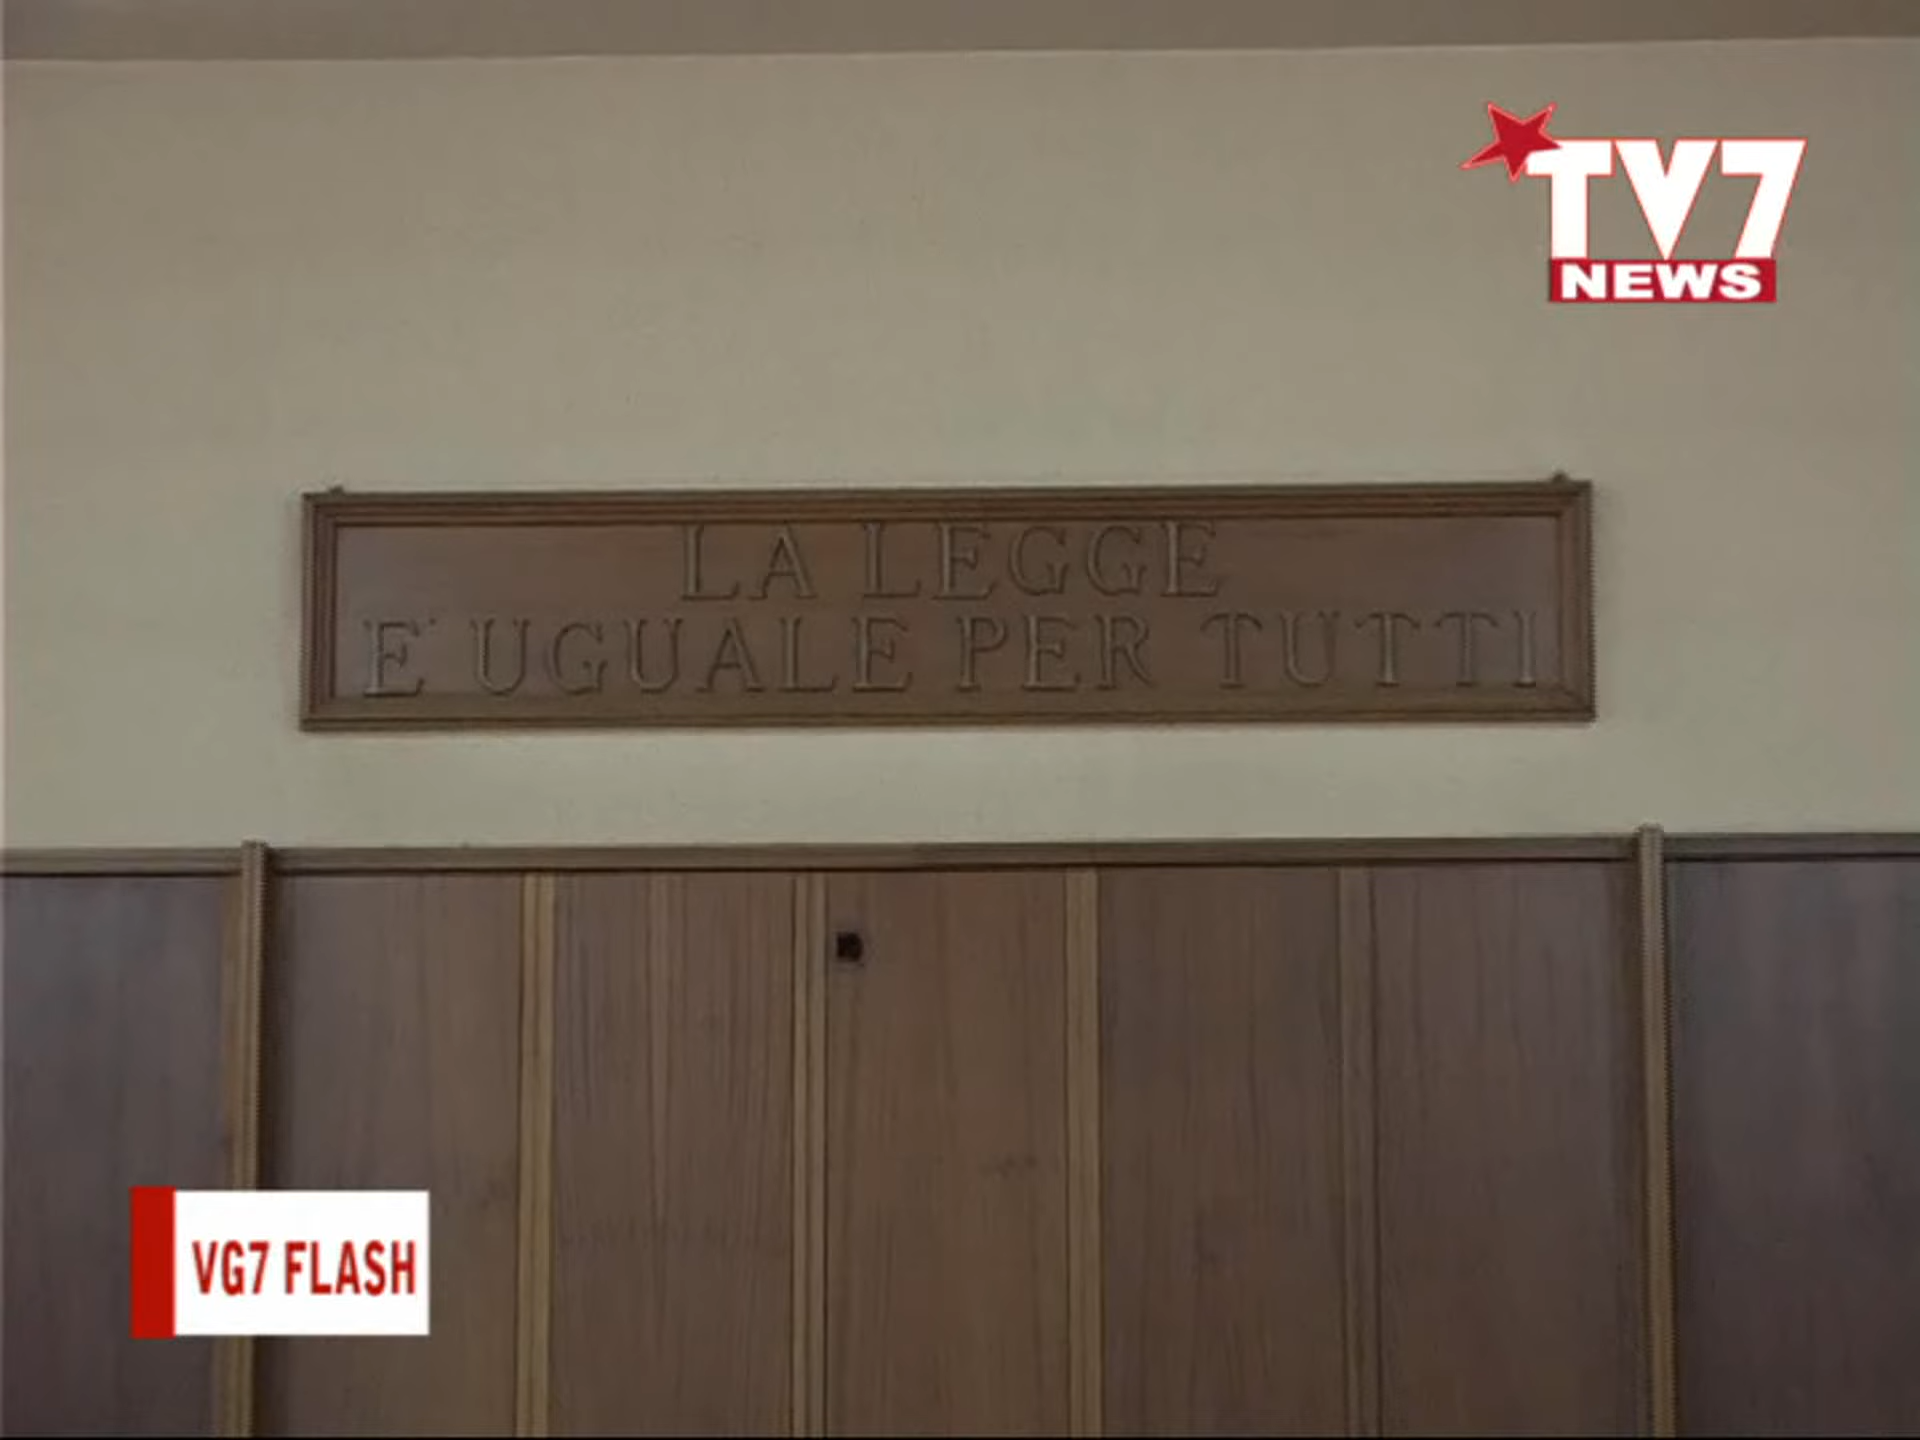 TV7
NEWS
LA LEGGE
E' UGUALE PER TUTTI
VG7 FLASH